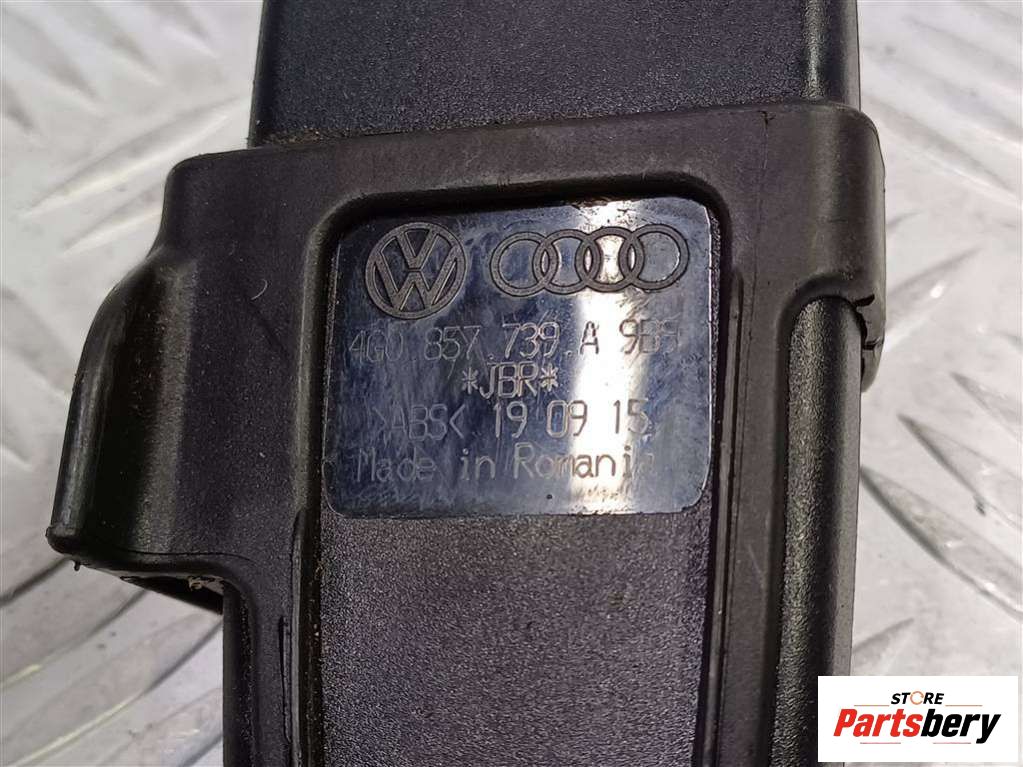 4G0 857 739 A 9B9
*JBR*
>ABS< 19 09 15
Made in Romania
STORE
Partsbery